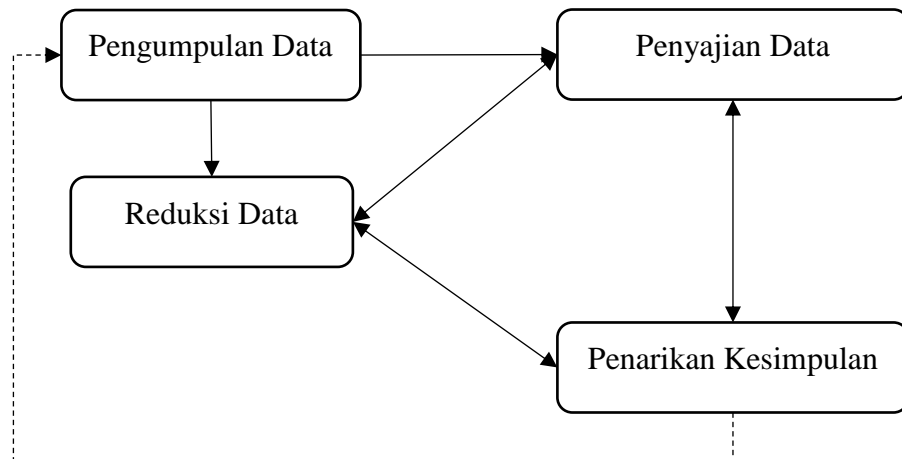 Pengumpulan Data
Penyajian Data
Reduksi Data
Penarikan Kesimpulan